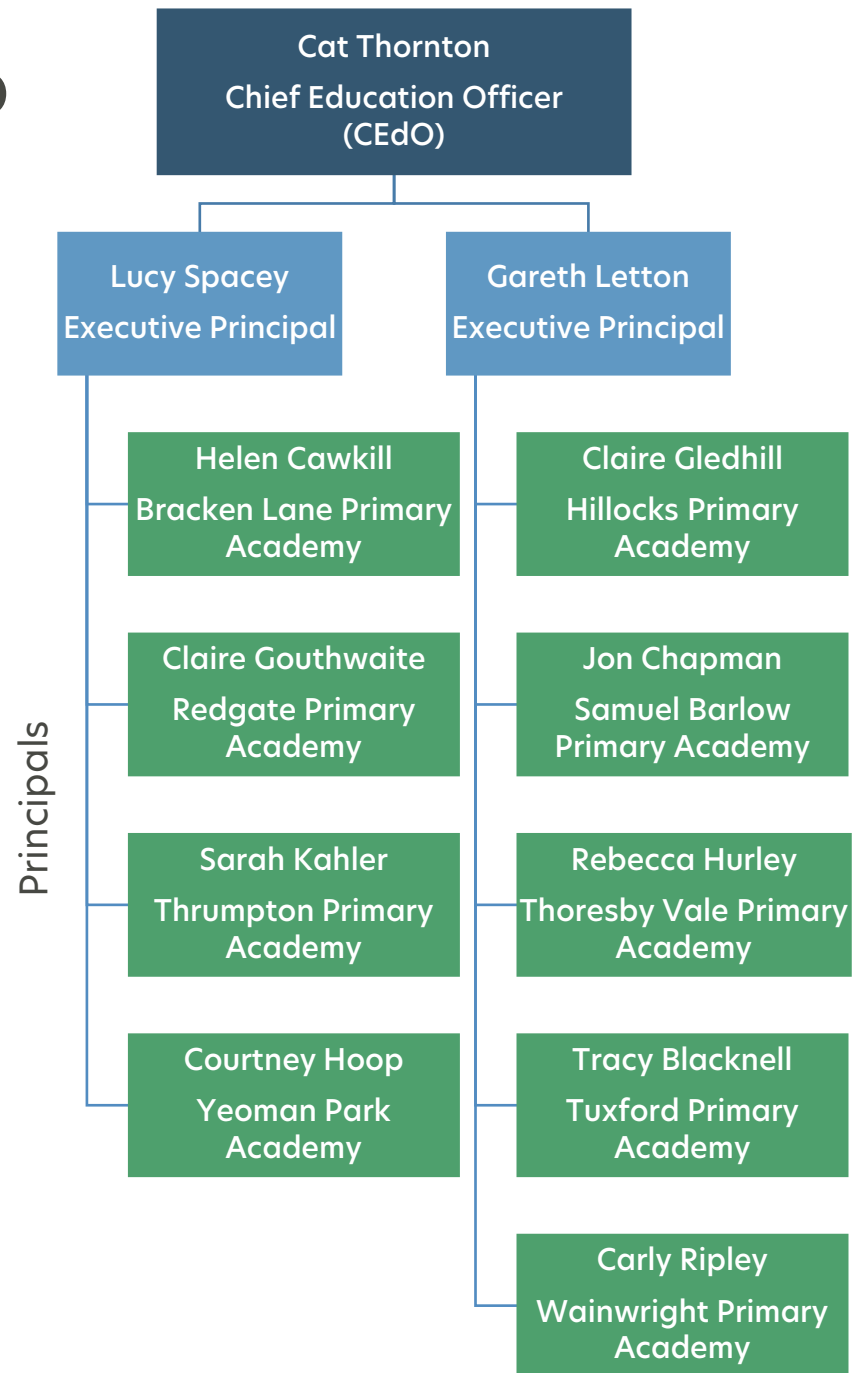 Cat Thornton
Chief Education Officer
(CEdO)
Lucy Spacey
Executive Principal
Gareth Letton
Executive Principal
Principals
Helen Cawkill
Bracken Lane Primary
Academy
Claire Gouthwaite
Redgate Primary
Academy
Sarah Kahler
Thrumpton Primary
Academy
Courtney Hoop
Yeoman Park
Academy
Claire Gledhill
Hillocks Primary
Academy
Jon Chapman
Samuel Barlow
Primary Academy
Rebecca Hurley
Thoresby Vale Primary
Academy
Tracy Blacknell
Tuxford Primary
Academy
Carly Ripley
Wainwright Primary
Academy